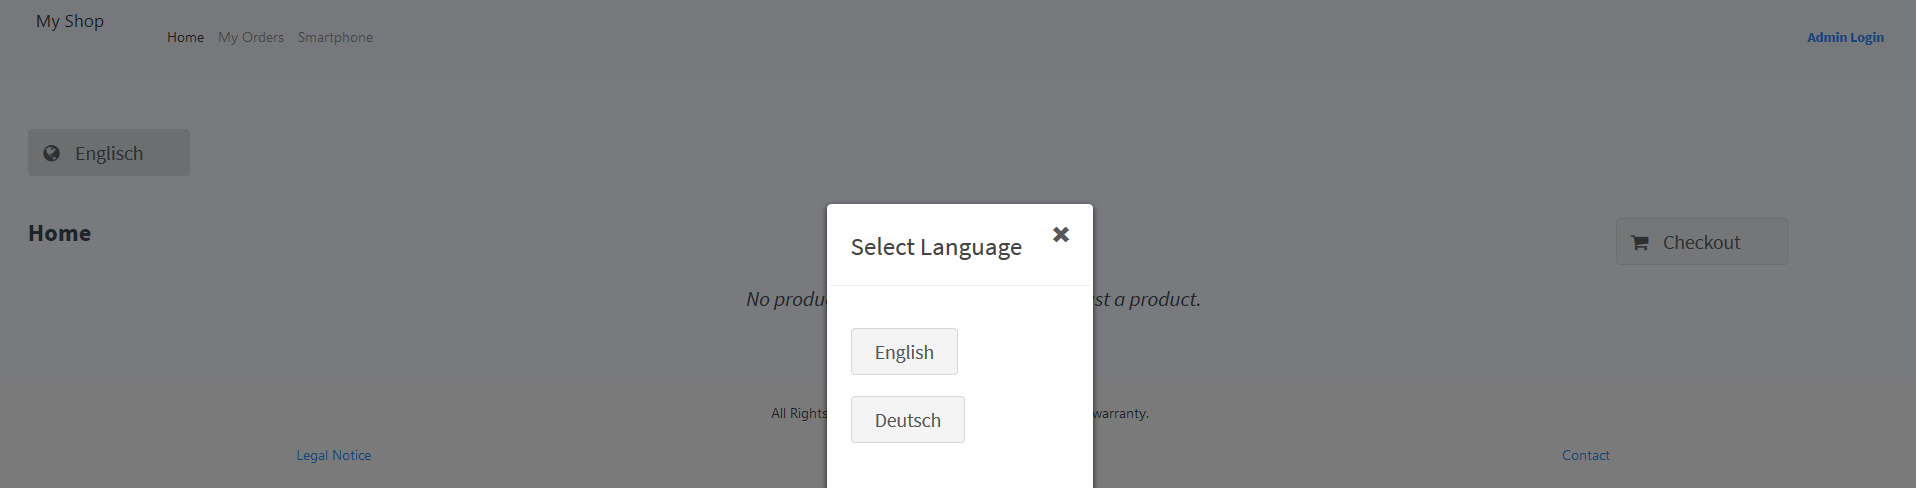 My Shop
Home My Orders Smartphone
Admin Login
Englisch
Home
Checkout
Select Language
No produ
st a product.
English
Deutsch
All Rights
warranty.
Legal Notice
Contact